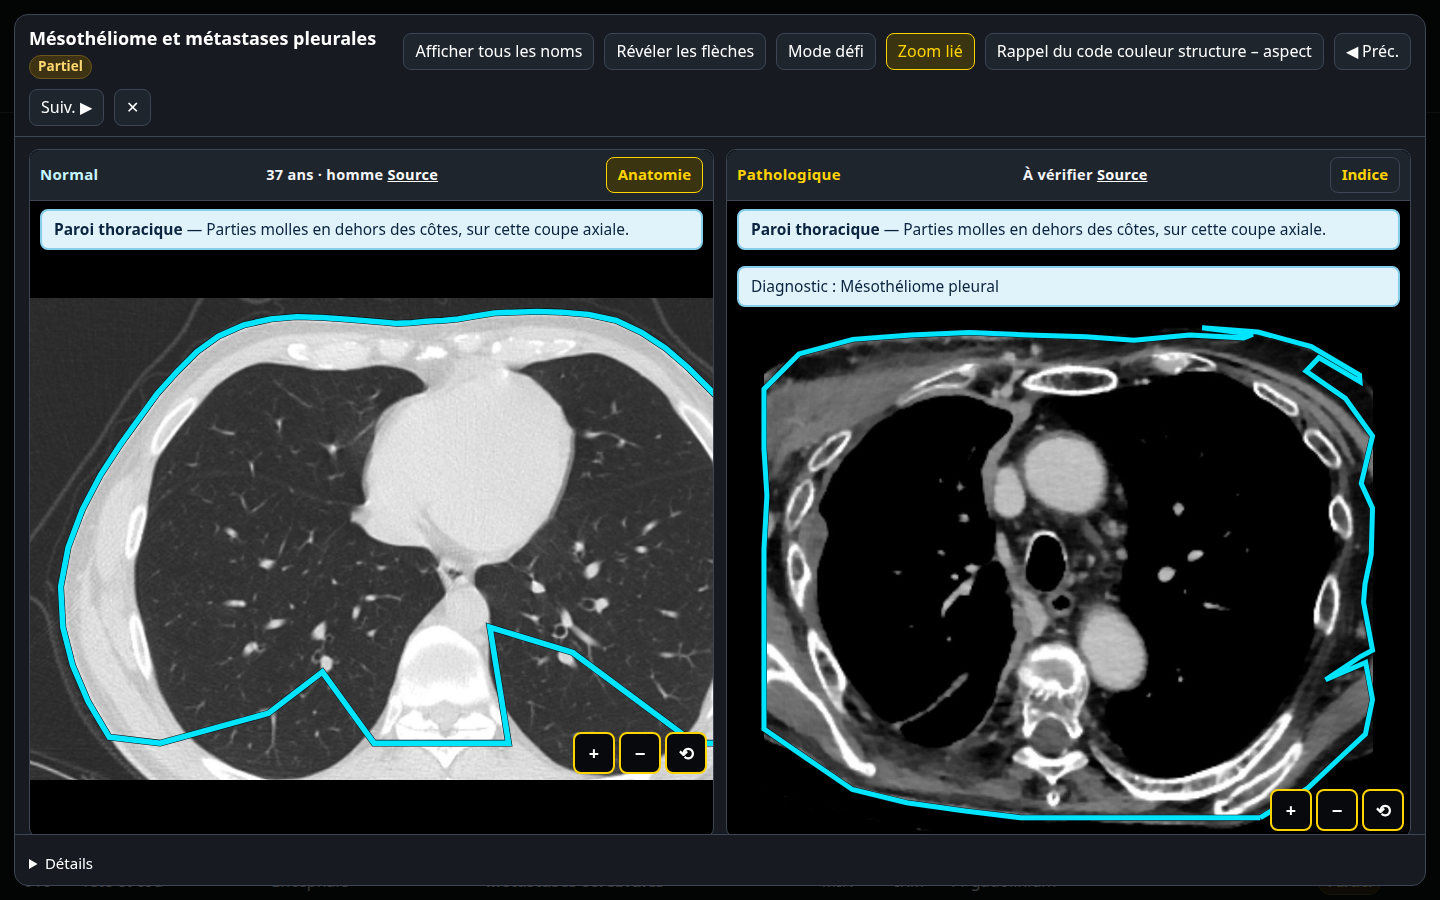 Mésothéliome et métastases pleurales
Partiel
Afficher tous les noms
Révéler les flèches
Mode défi
Zoom lié
Rappel du code couleur structure – aspect
◀ Préc.
Suiv. ▶
✕
Normal
37 ans · homme Source
Anatomie
Paroi thoracique — Parties molles en dehors des côtes, sur cette coupe axiale.
+
−
⟲
Pathologique
À vérifier Source
Indice
Paroi thoracique — Parties molles en dehors des côtes, sur cette coupe axiale.
Diagnostic : Mésothéliome pleural
+
−
⟲
▶ Détails